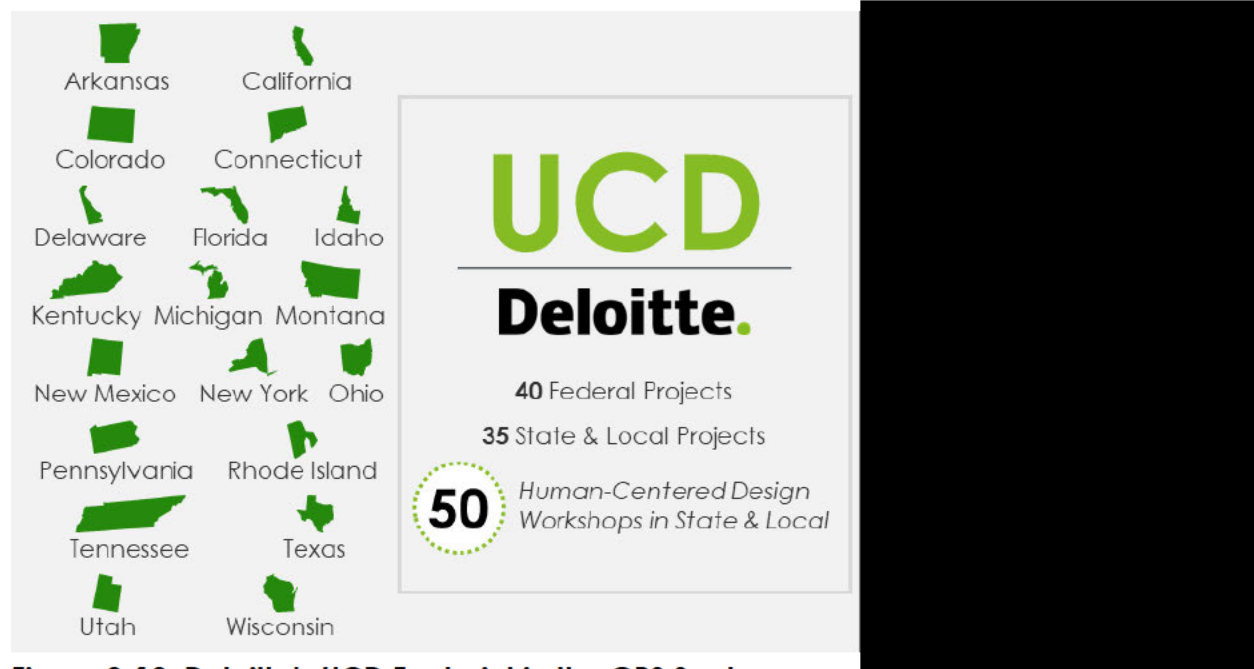 Arkansas California
Colorado Connecticut
Delaware Florida Idaho
Kentucky Michigan Montana
New Mexico New York Ohio
Pennsylvania Rhode Island
Tennessee Texas
Utah Wisconsin
UCD
Deloitte.
40 Federal Projects
35 State & Local Projects
50 Human-Centered Design
Workshops in State & Local